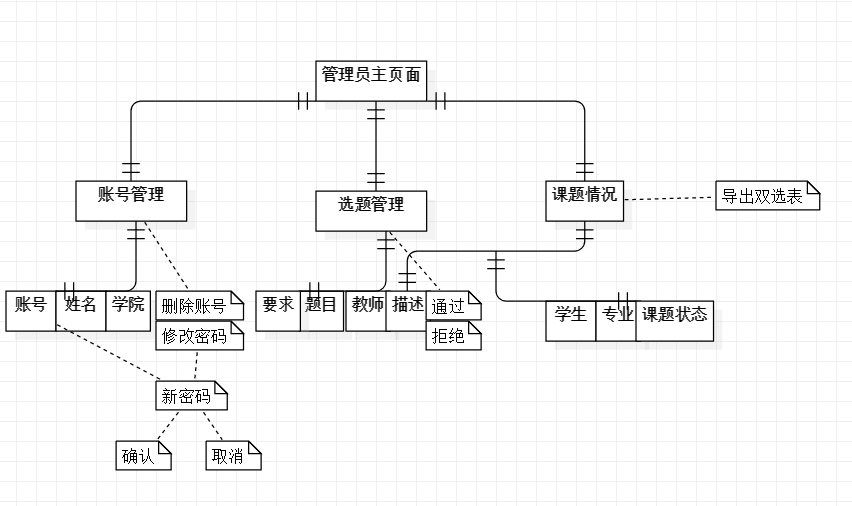 管理员主页面
账号管理
选题管理
课题情况
导出双选表
账号
姓名
学院
删除账号
修改密码
要求
题目
教师
描述
通过
拒绝
学生
专业
课题状态
新密码
确认
取消